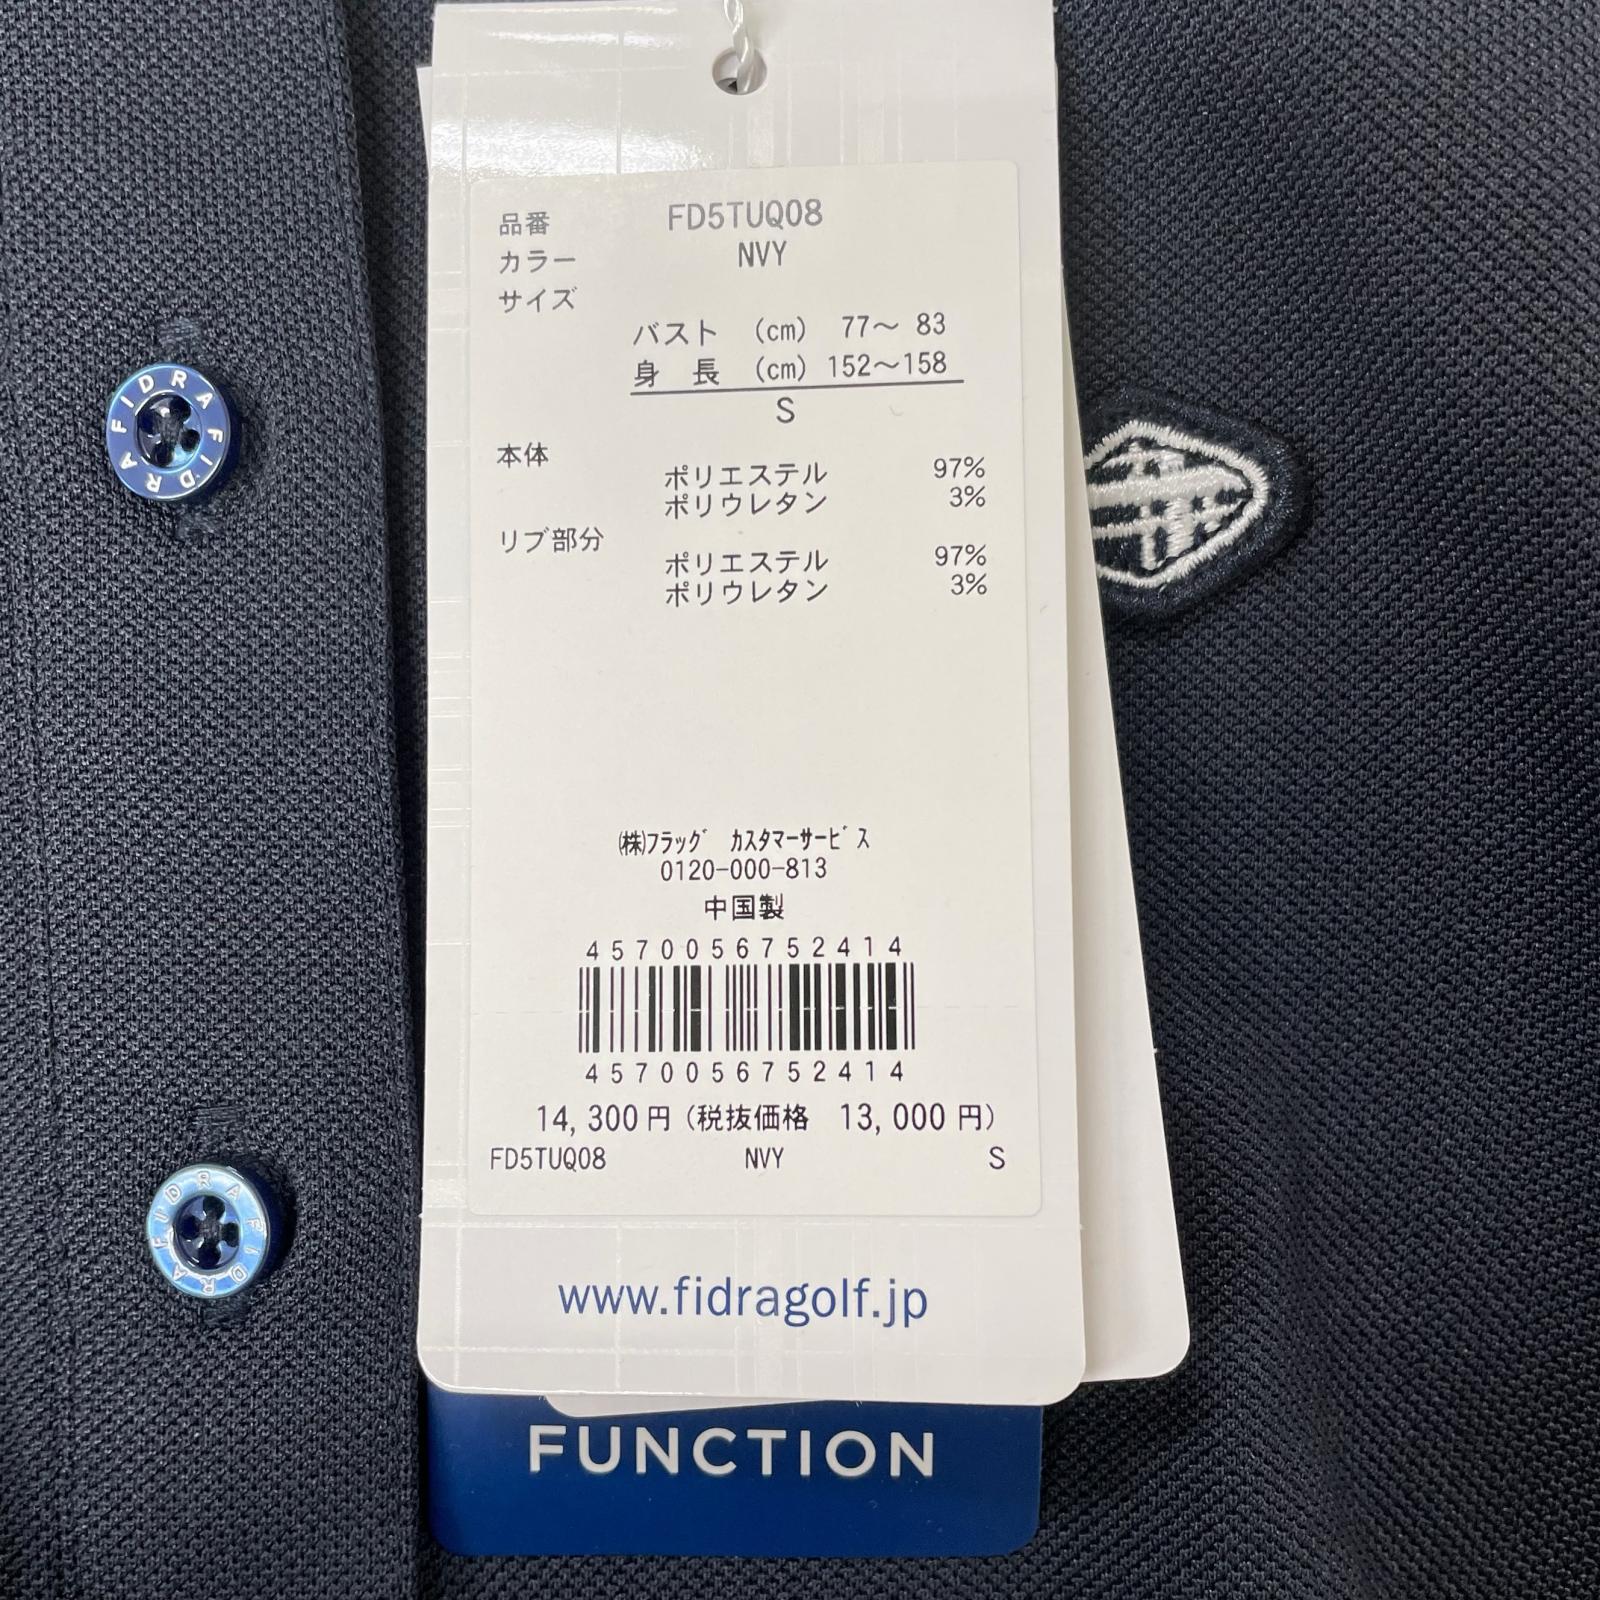 品番 FD5TUQ08
カラー NVY
サイズ
バスト (cm) 77～ 83
身 長 (cm) 152～158
S
本体
ポリエステル 97%
ポリウレタン 3%
リブ部分
ポリエステル 97%
ポリウレタン 3%
㈱ﾌﾗｯｸﾞ ｶｽﾀﾏｰｻｰﾋﾞｽ
0120-000-813
中国製
4570056752414
4570056752414
14,300円 (税抜価格 13,000円)
FD5TUQ08 NVY S
www.fidragolf.jp
FUNCTION
FIDRA FIDRA
FIDRA FIDRA